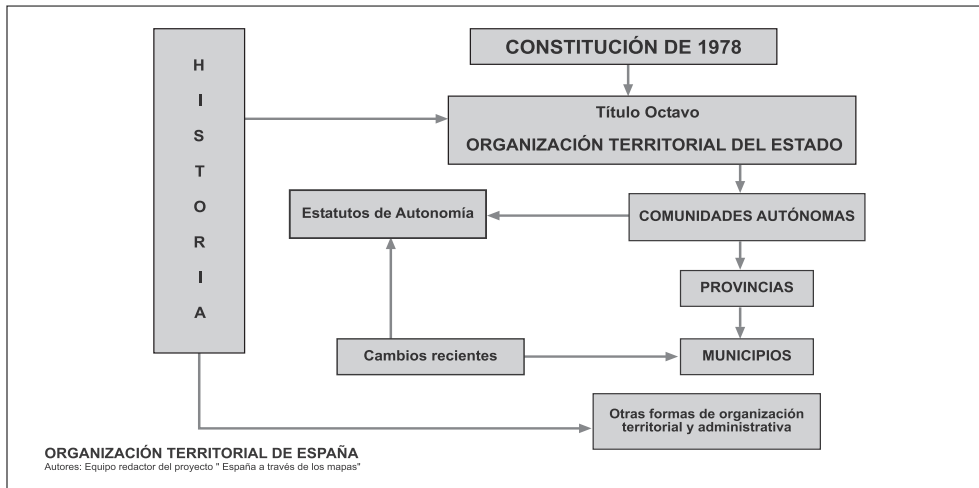 HISTORIA
CONSTITUCIÓN DE 1978
Título Octavo
ORGANIZACIÓN TERRITORIAL DEL ESTADO
Estatutos de Autonomía
COMUNIDADES AUTÓNOMAS
PROVINCIAS
Cambios recientes
MUNICIPIOS
Otras formas de organización
territorial y administrativa
ORGANIZACIÓN TERRITORIAL DE ESPAÑA
Autores: Equipo redactor del proyecto " España a través de los mapas"